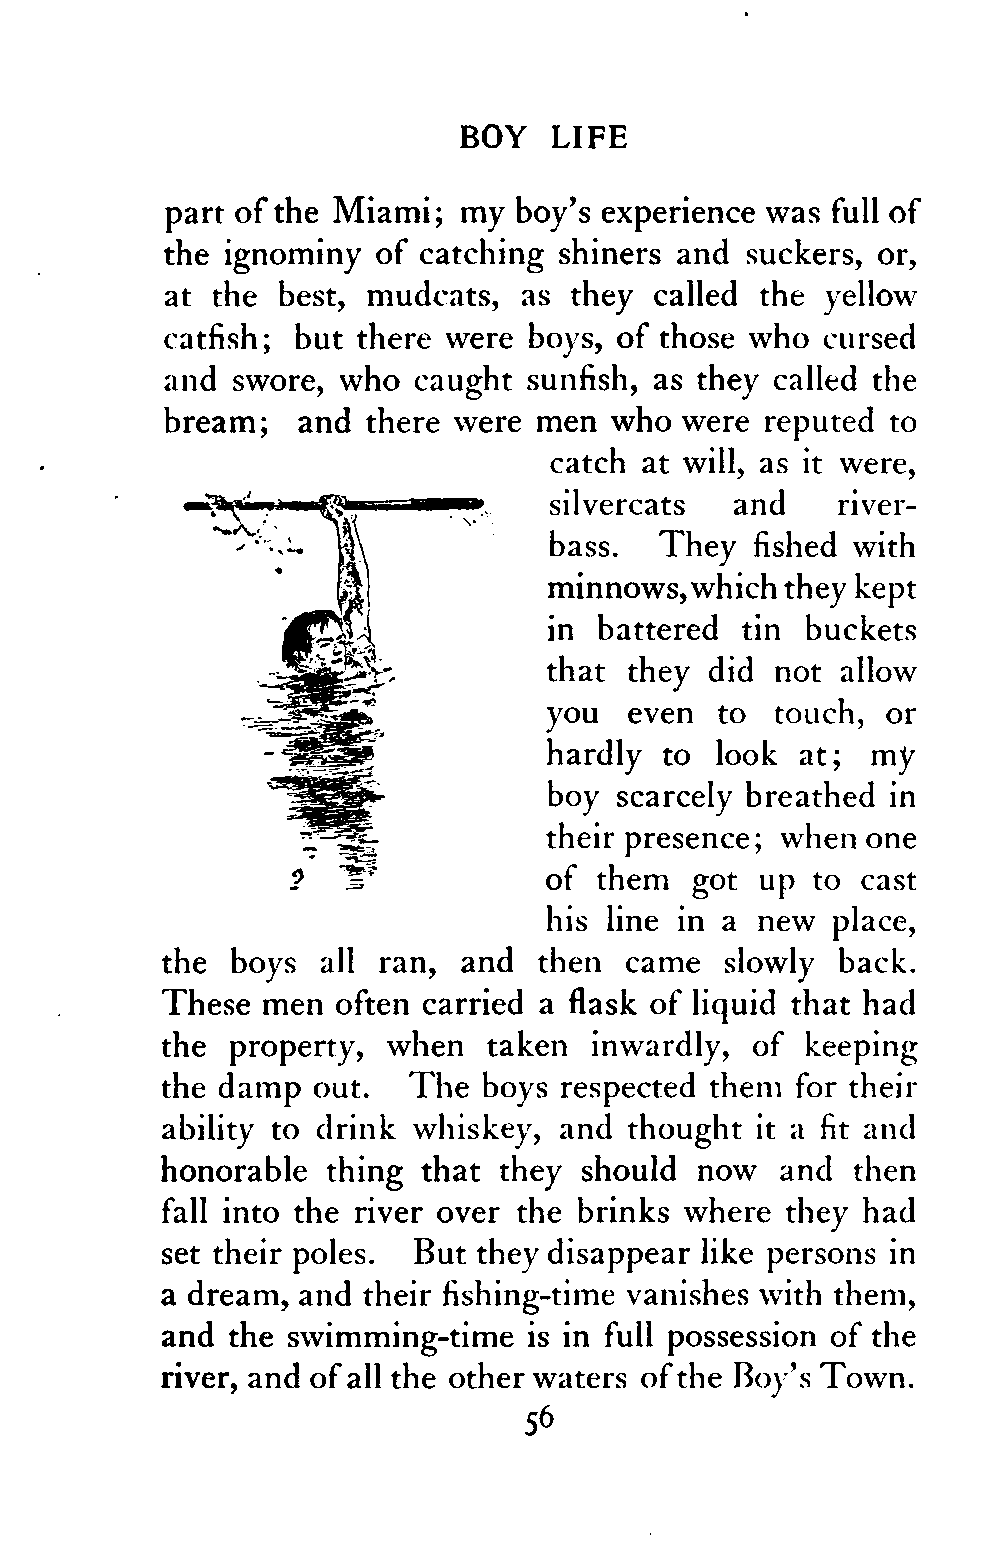 BOY LIFE
part of the Miami; my boy's experience was full of
the ignominy of catching shiners and suckers, or,
at the best, mudcats, as they called the yellow
catfish; but there were boys, of those who cursed
and swore, who caught sunfish, as they called the
bream; and there were men who were reputed to
catch at will, as it were,
silvercats and river-
bass. They fished with
minnows, which they kept
in battered tin buckets
that they did not allow
you even to touch, or
hardly to look at; my
boy scarcely breathed in
their presence; when one
of them got up to cast
his line in a new place,
the boys all ran, and then came slowly back.
These men often carried a flask of liquid that had
the property, when taken inwardly, of keeping
the damp out. The boys respected them for their
ability to drink whiskey, and thought it a fit and
honorable thing that they should now and then
fall into the river over the brinks where they had
set their poles. But they disappear like persons in
a dream, and their fishing-time vanishes with them,
and the swimming-time is in full possession of the
river, and of all the other waters of the Boy's Town.
56